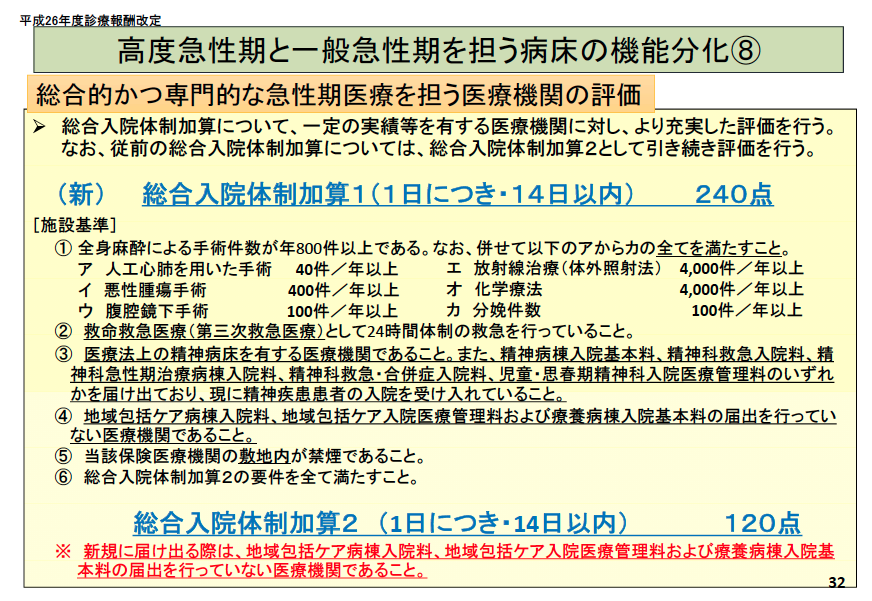 平成26年度診療報酬改定
高度急性期と一般急性期を担う病床の機能分化⑧
総合的かつ専門的な急性期医療を担う医療機関の評価
➢ 総合入院体制加算について、一定の実績等を有する医療機関に対し、より充実した評価を行う。
なお、従前の総合入院体制加算については、総合入院体制加算２として引き続き評価を行う。
（新） 総合入院体制加算１（１日につき・１４日以内） ２４０点
［施設基準］
① 全身麻酔による手術件数が年800件以上である。なお、併せて以下のアからカの全てを満たすこと。
ア 人工心肺を用いた手術 40件／年以上 エ 放射線治療（体外照射法） 4,000件／年以上
イ 悪性腫瘍手術 400件／年以上 オ 化学療法 4,000件／年以上
ウ 腹腔鏡下手術 100件／年以上 カ 分娩件数 100件／年以上
② 救命救急医療（第三次救急医療）として24時間体制の救急を行っていること。
③ 医療法上の精神病床を有する医療機関であること。また、精神病棟入院基本料、精神科救急入院料、精
神科急性期治療病棟入院料、精神科救急・合併症入院料、児童・思春期精神科入院医療管理料のいずれ
かを届け出ており、現に精神疾患患者の入院を受け入れていること。
④ 地域包括ケア病棟入院料、地域包括ケア入院医療管理料および療養病棟入院基本料の届出を行ってい
ない医療機関であること。
⑤ 当該保険医療機関の敷地内が禁煙であること。
⑥ 総合入院体制加算２の要件を全て満たすこと。
総合入院体制加算２ （1日につき・14日以内） １２０点
※ 新規に届け出る際は、地域包括ケア病棟入院料、地域包括ケア入院医療管理料および療養病棟入院基
本料の届出を行っていない医療機関であること。
32